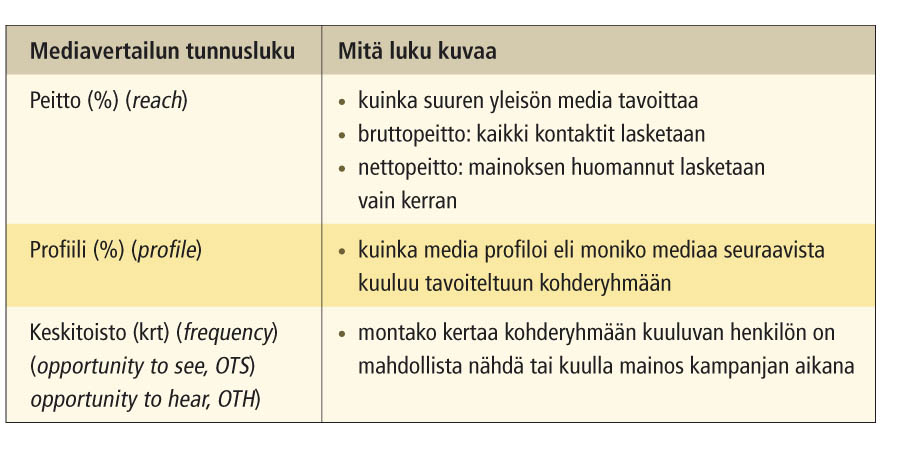 Mediavertailun tunnusluku
Mitä luku kuvaa
Peitto (%) (reach)
• kuinka suuren yleisön media tavoittaa
• bruttopeitto: kaikki kontaktit lasketaan
• nettopeitto: mainoksen huomannut lasketaan
vain kerran
Profiili (%) (profile)
• kuinka media profiloi eli moniko mediaa seuraavista
kuuluu tavoiteltuun kohderyhmään
Keskitoisto (krt) (frequency)
(opportunity to see, OTS)
opportunity to hear, OTH)
• montako kertaa kohderyhmään kuuluvan henkilön on
mahdollista nähdä tai kuulla mainos kampanjan aikana